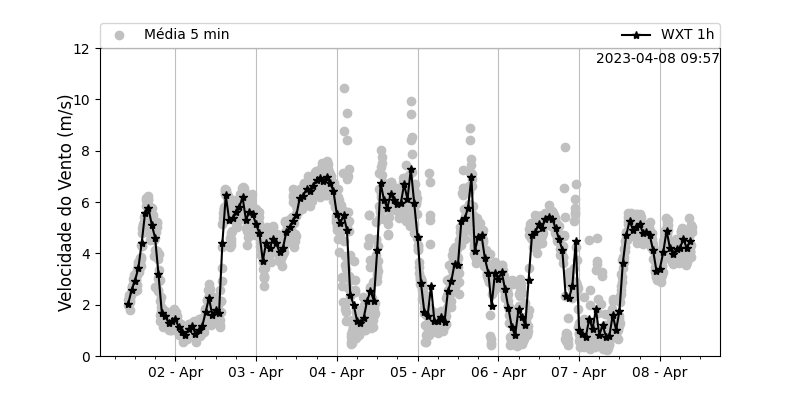 Média 5 min
WXT 1h
2023-04-08 09:57
Velocidade do Vento (m/s)
12
10
8
6
4
2
0
02 - Apr
03 - Apr
04 - Apr
05 - Apr
06 - Apr
07 - Apr
08 - Apr